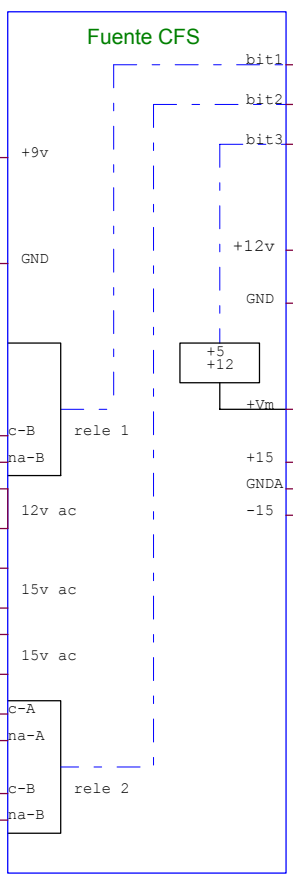 Fuente CFS
bit1
bit2
bit3
+9v
+12v
GND
GND
+5
+12
+Vm
c-B
rele 1
na-B
+15
GNDA
12v ac
-15
15v ac
15v ac
c-A
na-A
c-B
rele 2
na-B